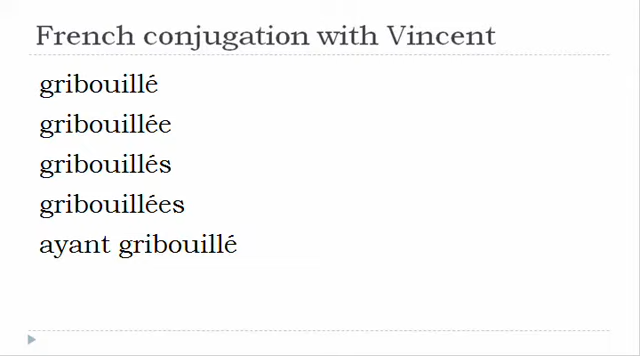 French conjugation with Vincent
gribouillé
gribouillée
gribouillés
gribouillées
ayant gribouillé